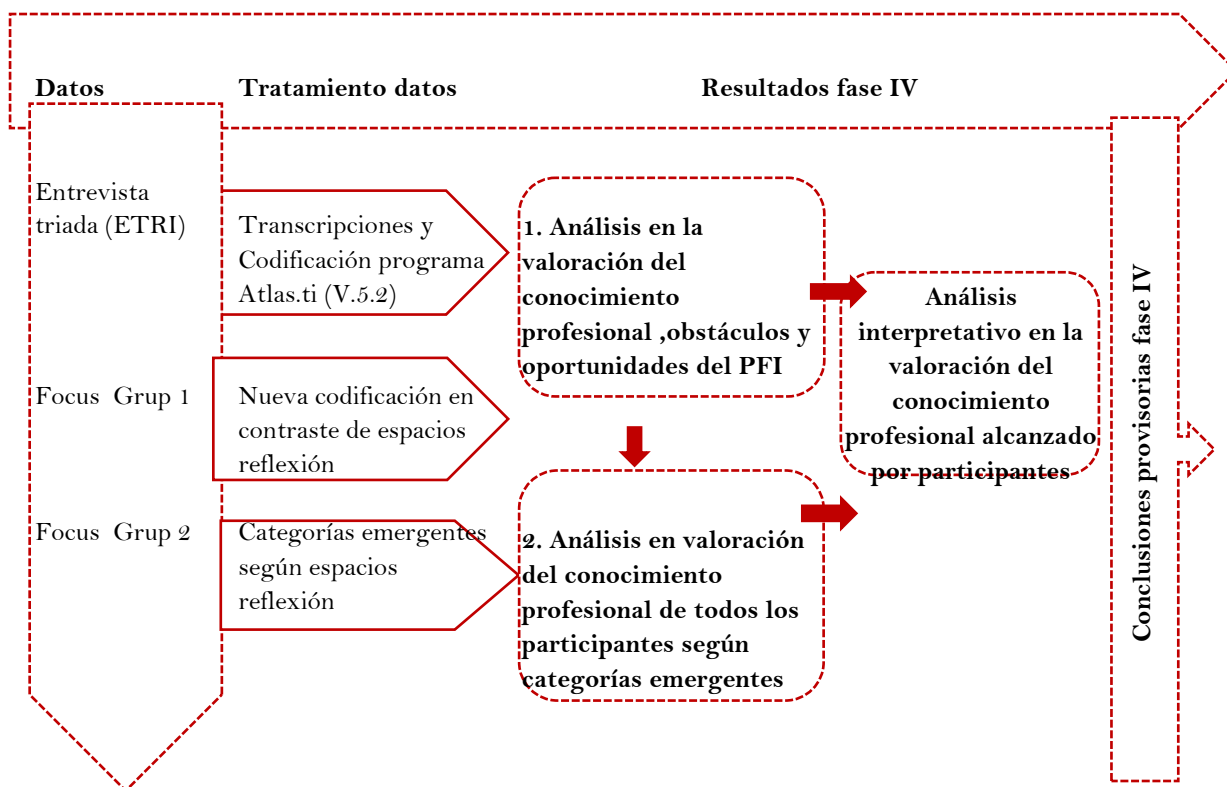 Datos
Tratamiento datos
Resultados fase IV
Entrevista
triada (ETRI)
Transcripciones y
Codificación programa
Atlas.ti (V.5.2)
Focus  Grup 1
Nueva codificación en
contraste de espacios
reflexión
Focus  Grup 2
Categorías emergentes
según espacios
reflexión
1. Análisis en la
valoración del
conocimiento
profesional ,obstáculos y
oportunidades del PFI
2. Análisis en valoración
del conocimiento
profesional de todos los
participantes según
categorías emergentes
Análisis
interpretativo en la
valoración del
conocimiento
profesional alcanzado
por participantes
Conclusiones provisorias fase IV